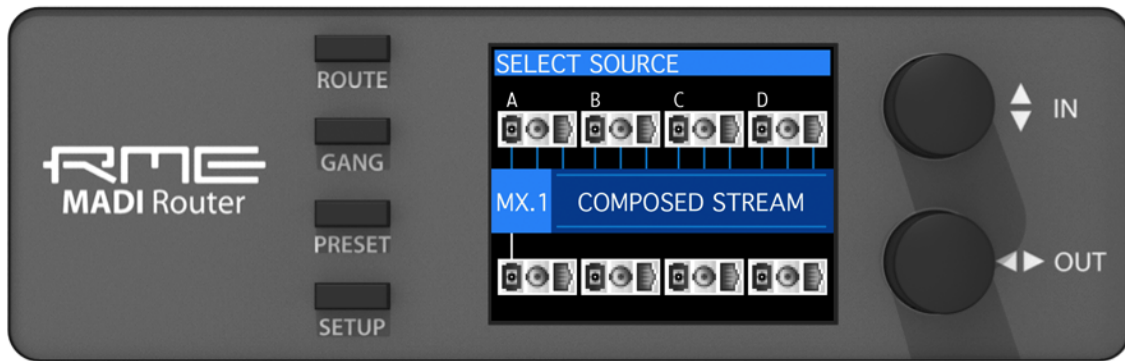 RME
MADI Router
ROUTE
GANG
PRESET
SETUP
SELECT SOURCE
A B C D
MX.1 COMPOSED STREAM
IN
OUT